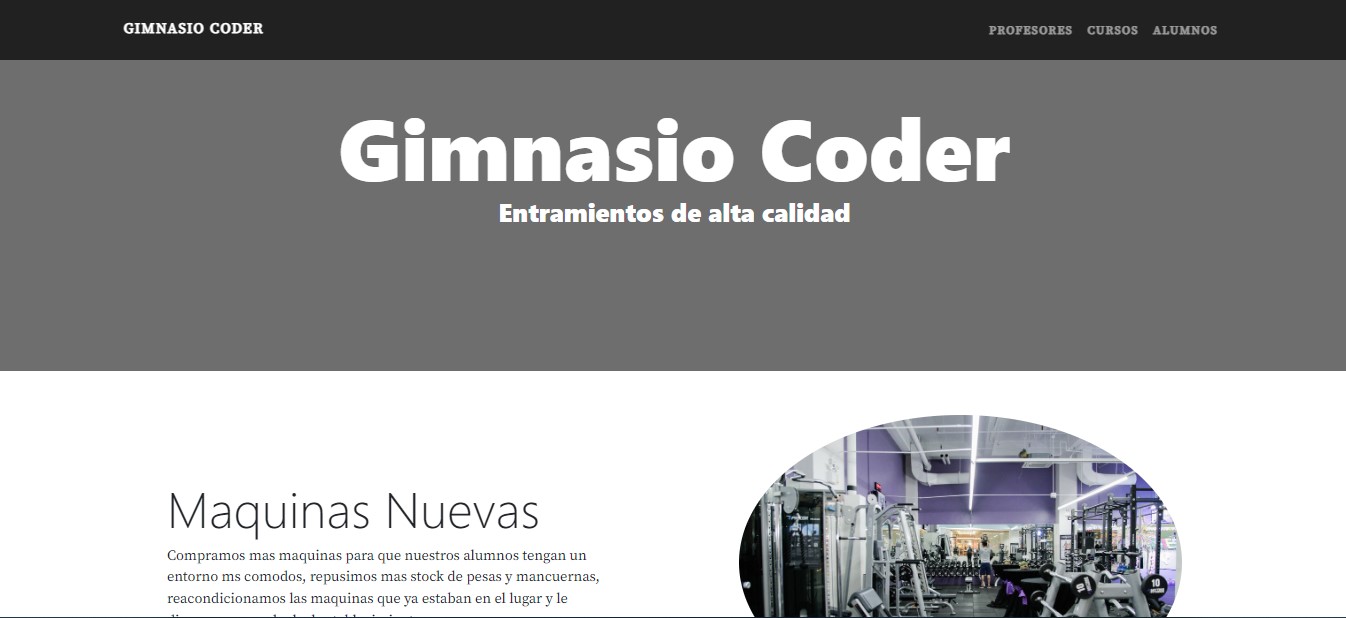 GIMNASIO CODER
PROFESORES CURSOS ALUMNOS
Gimnasio Coder
Entramientos de alta calidad
Maquinas Nuevas
Compramos mas maquinas para que nuestros alumnos tengan un
entorno ms comodos, repusimos mas stock de pesas y mancuernas,
reacondicionamos las maquinas que ya estaban en el lugar y le
10